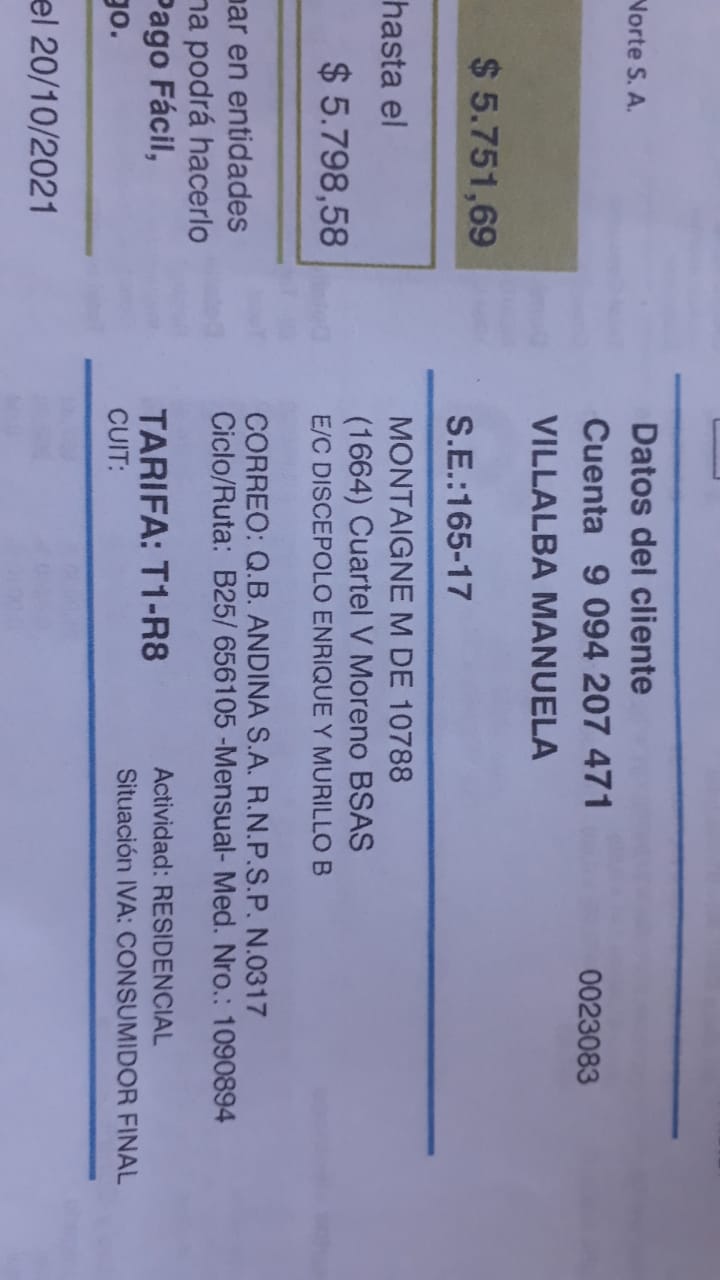 Norte S. A.
$ 5.751,69
hasta el
$ 5.798,58
ar en entidades
na podrá hacerlo
Pago Fácil,
go.
el 20/10/2021
Datos del cliente
Cuenta 9 094 207 471 0023083
VILLALBA MANUELA
S.E.:165-17
MONTAIGNE M DE 10788
(1664) Cuartel V Moreno BSAS
E/C DISCEPOLO ENRIQUE Y MURILLO B
CORREO: Q.B. ANDINA S.A. R.N.P.S.P. N.0317
Ciclo/Ruta: B25/ 656105 -Mensual- Med. Nro.: 1090894
TARIFA: T1-R8 Actividad: RESIDENCIAL
CUIT: Situación IVA: CONSUMIDOR FINAL